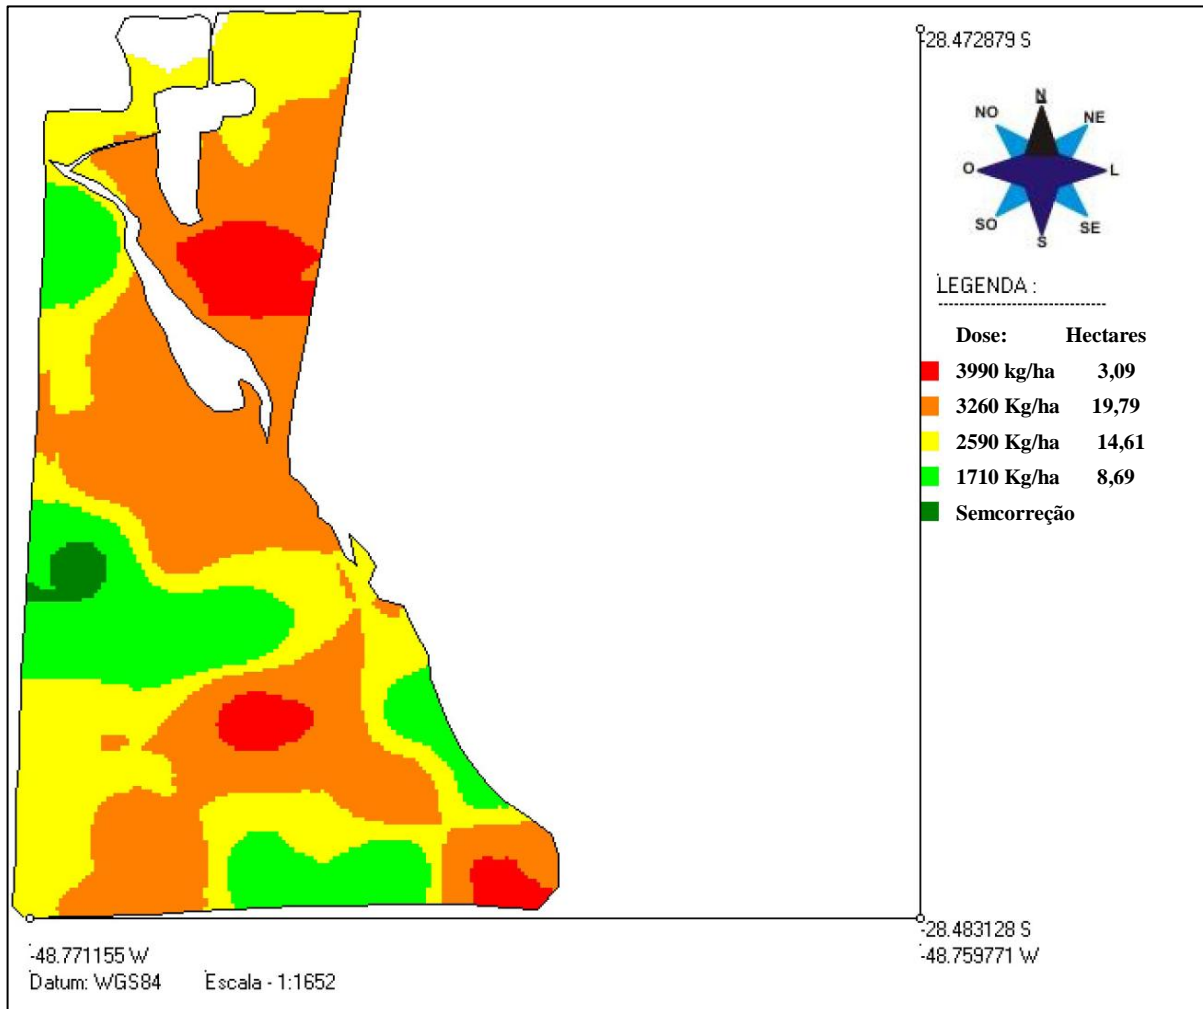 -28.472879 S
N
NO NE
O L
SO SE
S
LEGENDA :
Dose: Hectares
3990 kg/ha 3,09
3260 Kg/ha 19,79
2590 Kg/ha 14,61
1710 Kg/ha 8,69
Semcorreção
-28.483128 S
-48.771155 W -48.759771 W
Datum: WGS84 Escala - 1:1652